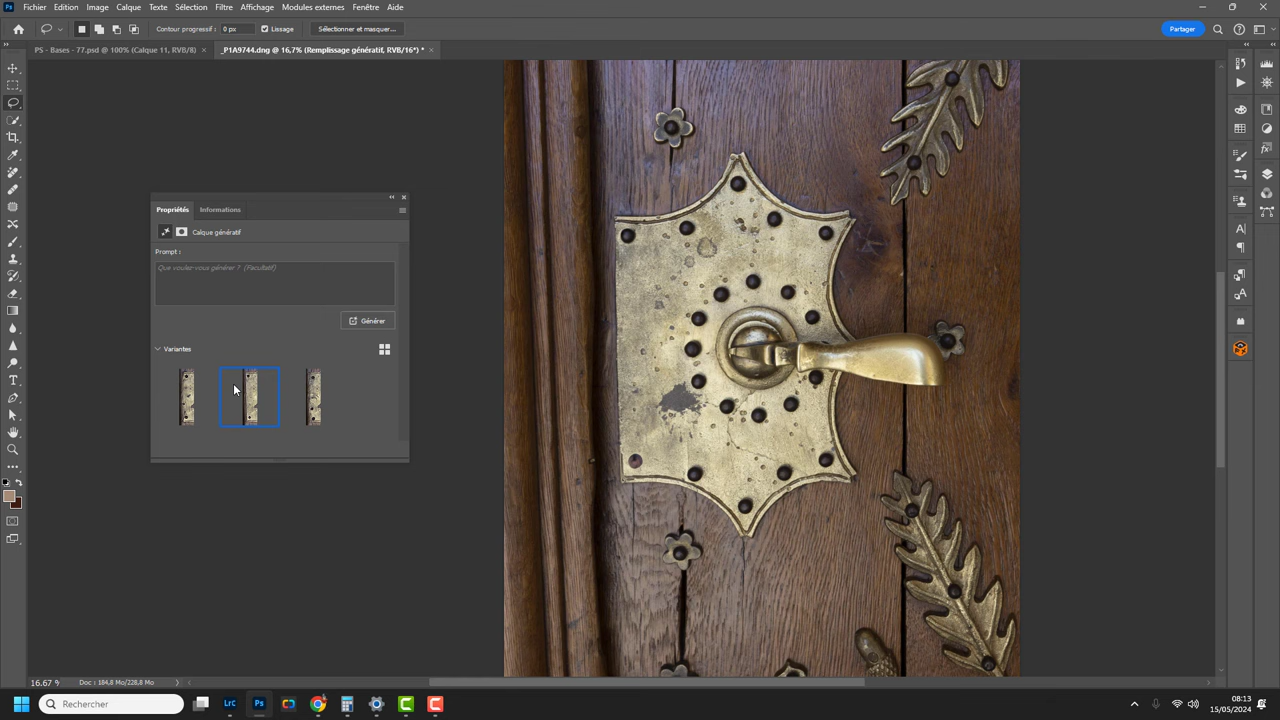 Fichier Edition Image Calque Texte Sélection Filtre Affichage Modules externes Fenêtre Aide
Contour progressif : 0 px Lissage Sélectionner et masquer... Partager
PS - Bases - 77.psd @ 100% (Calque 11, RVB/8) × _P1A9744.dng @ 16,7% (Remplissage génératif, RVB/16*) * ×
Propriétés Informations
Calque génératif
Prompt :
Que voulez-vous générer ? (Facultatif)
Générer
Variantes
16.67 % Doc : 184,8 Mo/228,8 Mo
Rechercher
LrC
Ps
08:13
15/05/2024